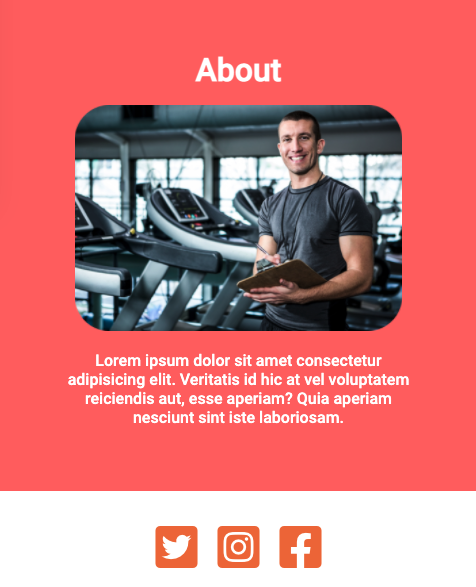 About
Lorem ipsum dolor sit amet consectetur
adipisicing elit. Veritatis id hic at vel voluptatem
reiciendis aut, esse aperiam? Quia aperiam
nesciunt sint iste laboriosam.